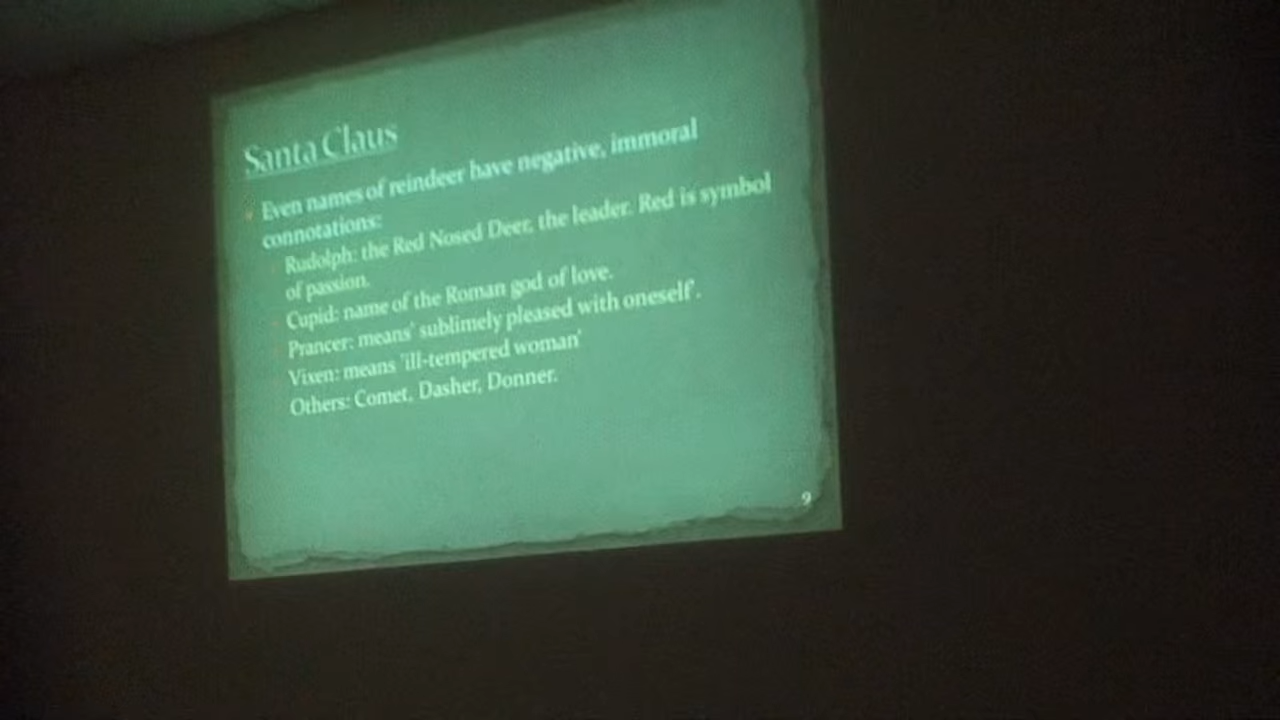 Santa Claus
Even names of reindeer have negative, immoral
connotations:
Rudolph: the Red Nosed Deer, the leader. Red is symbol
of passion.
Cupid: name of the Roman god of love.
Prancer: means' sublimely pleased with oneself'.
Vixen: means 'ill-tempered woman'
Others: Comet, Dasher, Donner.
9